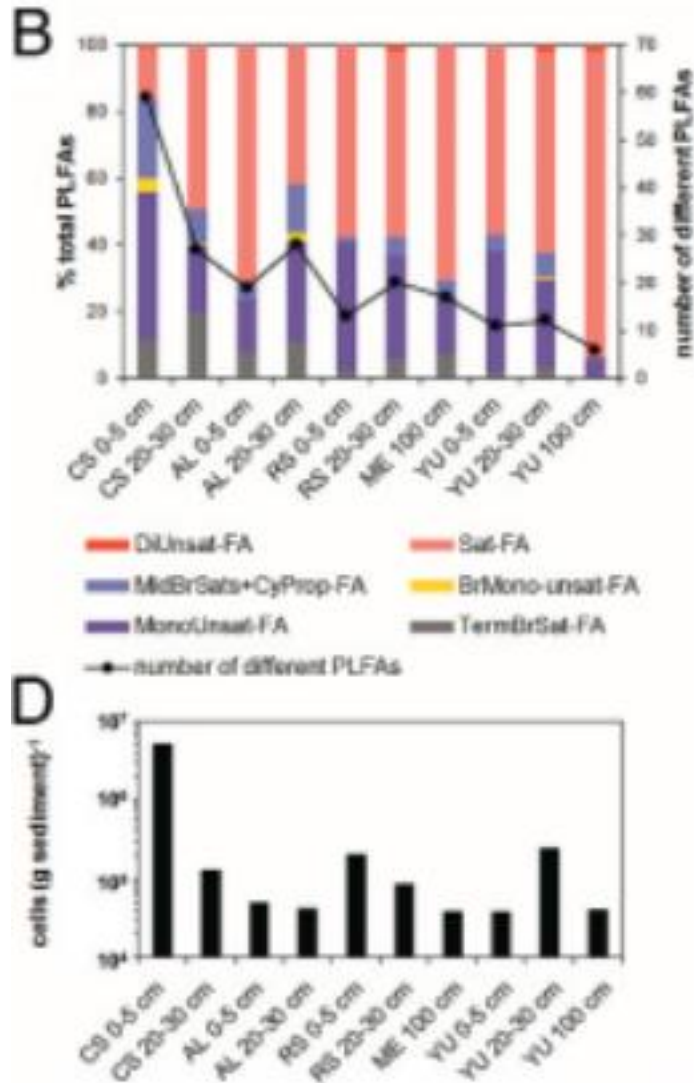 B
% total PLFAs
100
80
60
40
20
0
number of different PLFAs
70
60
50
40
30
20
10
0
CS 0-5 cm
CS 20-30 cm
AL 0-5 cm
AL 20-30 cm
RS 0-5 cm
RS 20-30 cm
ME 100 cm
YU 0-5 cm
YU 20-30 cm
YU 100 cm
DiUnsat-FA
Sat-FA
MidBrSats+CyProp-FA
BrMono-unsat-FA
MonoUnsat-FA
TermBrSat-FA
number of different PLFAs
D
cells (g sediment)⁻¹
10⁷
10⁶
10⁵
10⁴
CS 0-5 cm
CS 20-30 cm
AL 0-5 cm
AL 20-30 cm
RS 0-5 cm
RS 20-30 cm
ME 100 cm
YU 0-5 cm
YU 20-30 cm
YU 100 cm